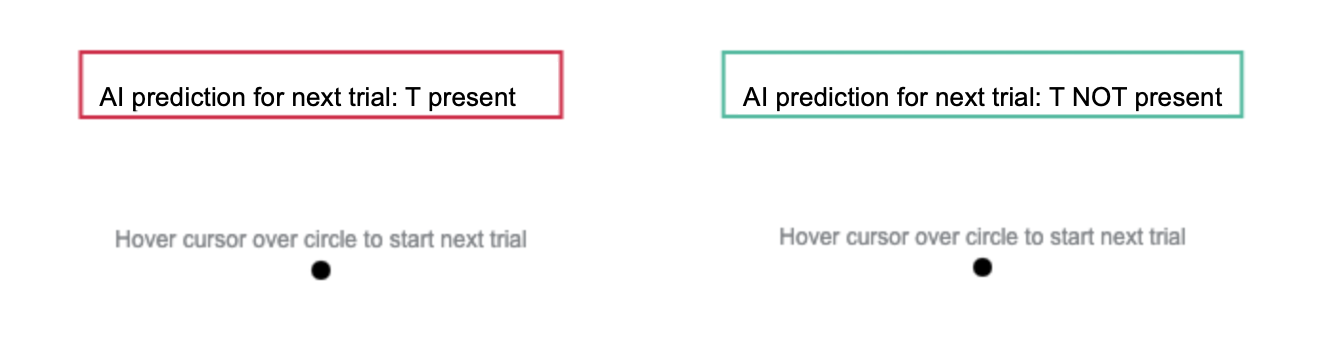 AI prediction for next trial: T present
Hover cursor over circle to start next trial
AI prediction for next trial: T NOT present
Hover cursor over circle to start next trial